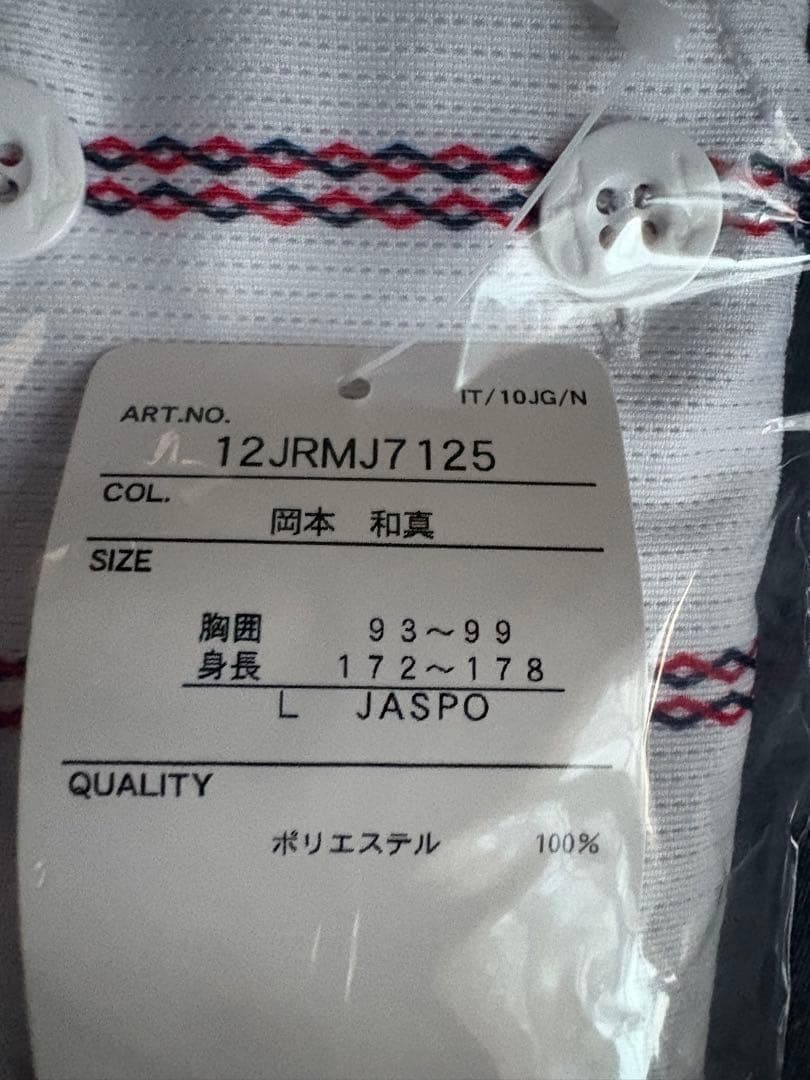 IT/10JG/N
ART.NO.
12JRMJ7125
COL.
岡本 和真
SIZE
胸囲 93~99
身長 172~178
L JASPO
QUALITY
ポリエステル 100%